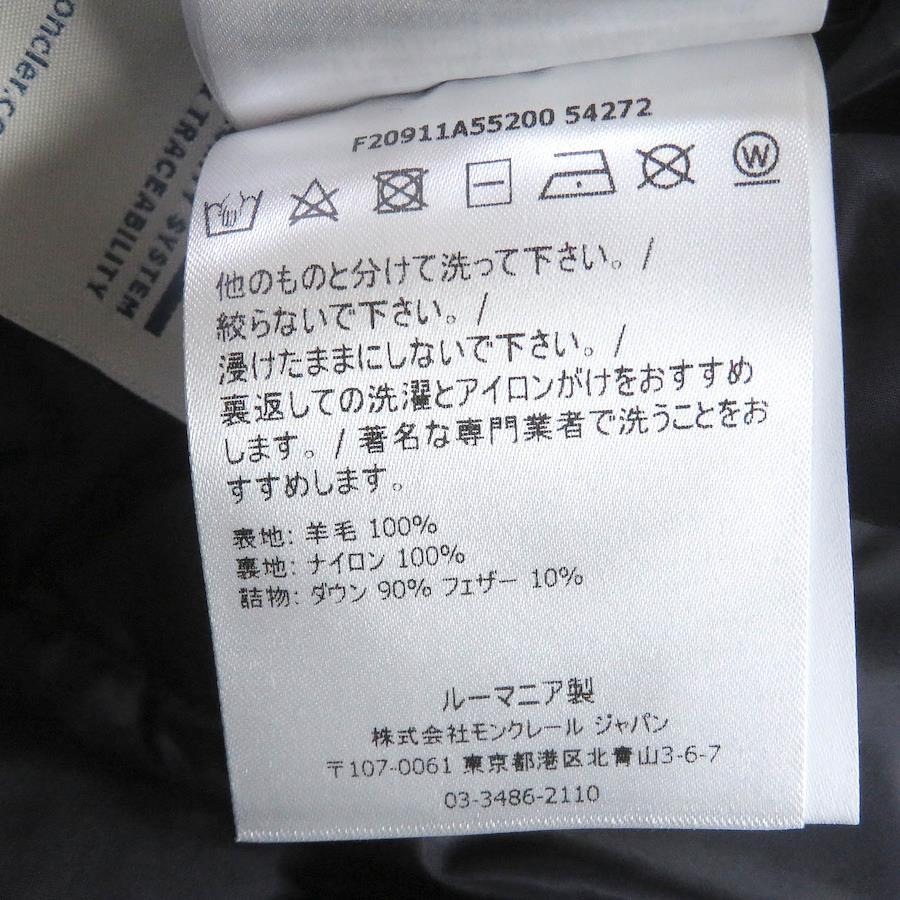 oncler.co
SYSTEM
TRACEABILITY
F20911A55200 54272
W
他のものと分けて洗って下さい。/
絞らないで下さい。/
浸けたままにしないで下さい。/
裏返しての洗濯とアイロンがけをおすすめ
します。/ 著名な専門業者で洗うことをお
すすめします。
表地: 羊毛 100%
裏地: ナイロン 100%
詰物: ダウン 90% フェザー 10%
ルーマニア製
株式会社モンクレール ジャパン
〒107-0061 東京都港区北青山3-6-7
03-3486-2110